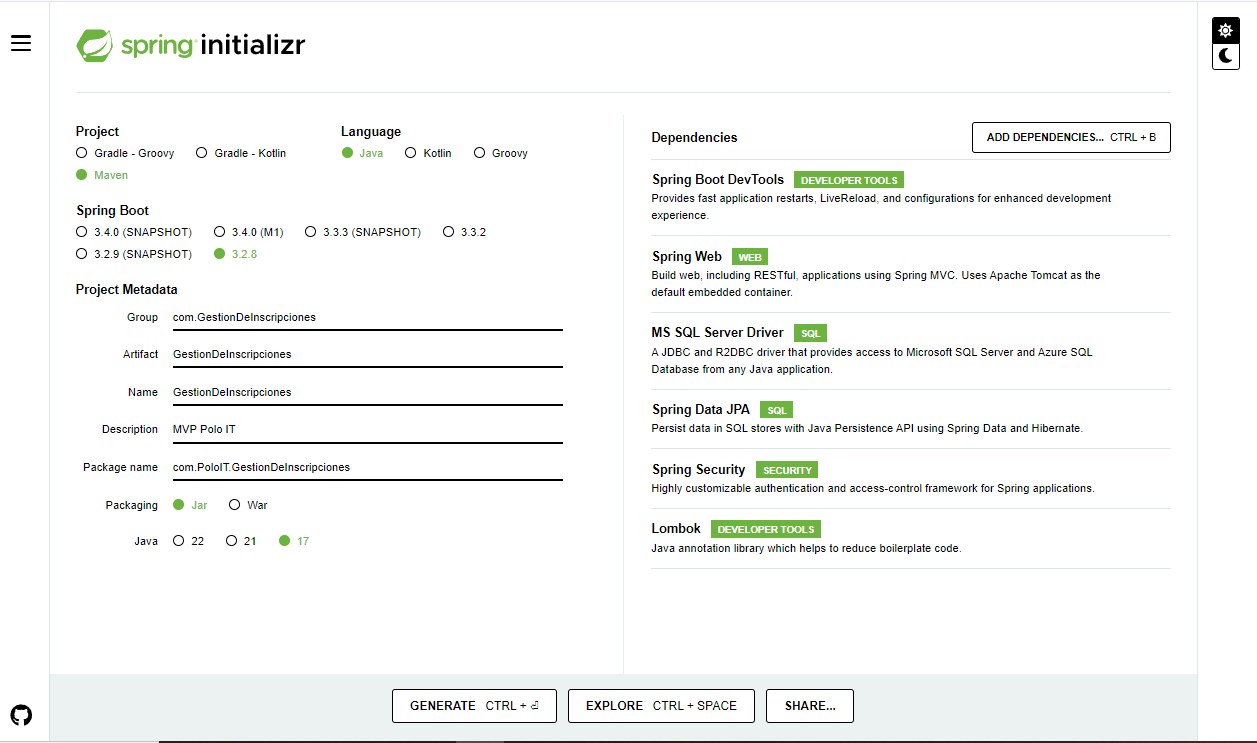 spring initializr
Project
Gradle - Groovy Gradle - Kotlin
Maven
Language
Java Kotlin Groovy
Spring Boot
3.4.0 (SNAPSHOT) 3.4.0 (M1) 3.3.3 (SNAPSHOT) 3.3.2
3.2.9 (SNAPSHOT) 3.2.8
Project Metadata
Group com.GestionDeInscripciones
Artifact GestionDeInscripciones
Name GestionDeInscripciones
Description MVP Polo IT
Package name com.PoloIT.GestionDeInscripciones
Packaging Jar War
Java 22 21 17
Dependencies ADD DEPENDENCIES... CTRL + B
Spring Boot DevTools DEVELOPER TOOLS
Provides fast application restarts, LiveReload, and configurations for enhanced development
experience.
Spring Web WEB
Build web, including RESTful, applications using Spring MVC. Uses Apache Tomcat as the
default embedded container.
MS SQL Server Driver SQL
A JDBC and R2DBC driver that provides access to Microsoft SQL Server and Azure SQL
Database from any Java application.
Spring Data JPA SQL
Persist data in SQL stores with Java Persistence API using Spring Data and Hibernate.
Spring Security SECURITY
Highly customizable authentication and access-control framework for Spring applications.
Lombok DEVELOPER TOOLS
Java annotation library which helps to reduce boilerplate code.
GENERATE CTRL + ⏎ EXPLORE CTRL + SPACE SHARE...